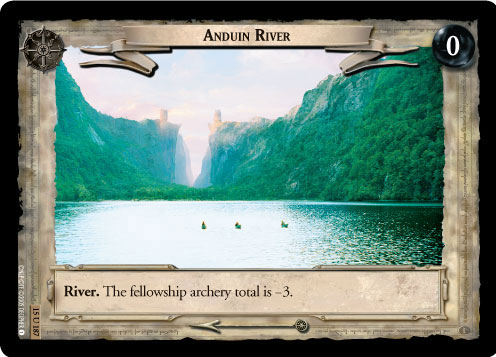 ANDUIN RIVER
0
River. The fellowship archery total is –3.
15 U 187